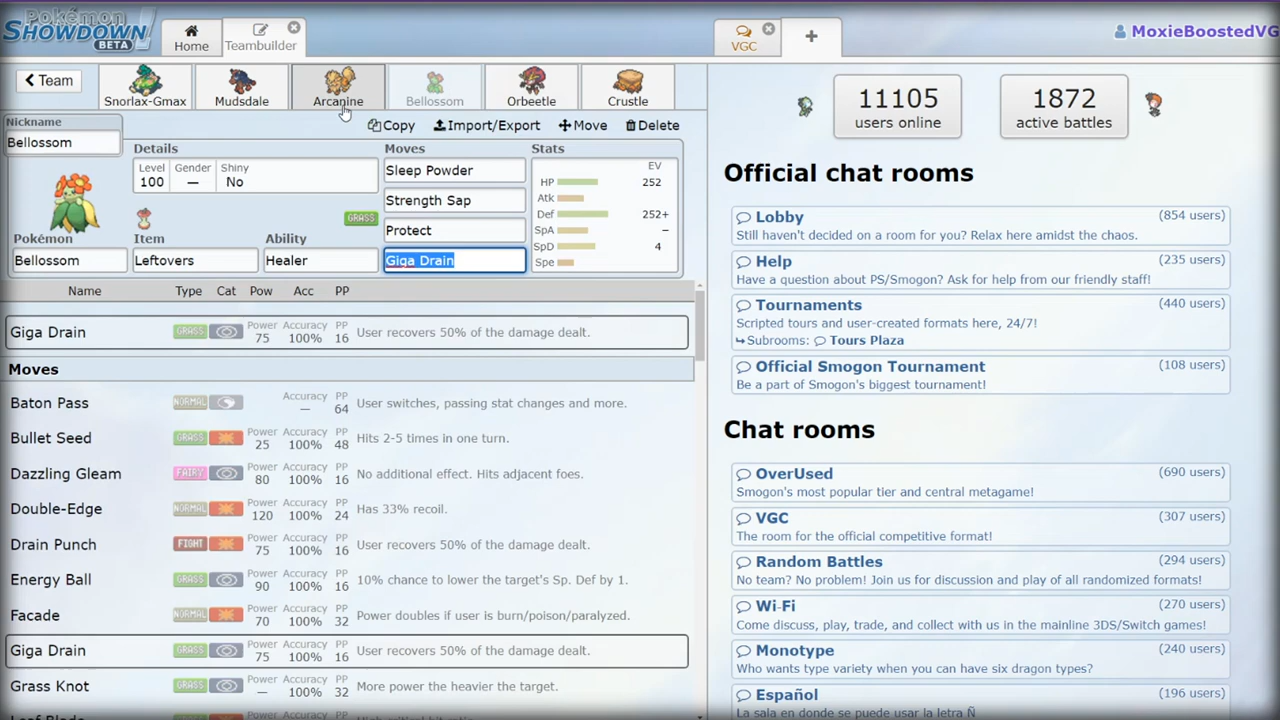 Pokémon
SHOWDOWN!
BETA
Home
Teambuilder
VGC
+
MoxieBoostedVG
Team
Snorlax-Gmax
Mudsdale
Arcanine
Bellossom
Orbeetle
Crustle
Nickname
Bellossom
Copy
Import/Export
Move
Delete
Details
Level Gender Shiny
100 — No
GRASS
Pokémon
Bellossom
Item
Leftovers
Ability
Healer
Moves
Sleep Powder
Strength Sap
Protect
Giga Drain
Stats
EV
HP 252
Atk
Def 252+
SpA –
SpD 4
Spe
Name Type Cat Pow Acc PP
Giga Drain GRASS Power 75 Accuracy 100% PP 16 User recovers 50% of the damage dealt.
Moves
Baton Pass NORMAL Accuracy — PP 64 User switches, passing stat changes and more.
Bullet Seed GRASS Power 25 Accuracy 100% PP 48 Hits 2-5 times in one turn.
Dazzling Gleam FAIRY Power 80 Accuracy 100% PP 16 No additional effect. Hits adjacent foes.
Double-Edge NORMAL Power 120 Accuracy 100% PP 24 Has 33% recoil.
Drain Punch FIGHT Power 75 Accuracy 100% PP 16 User recovers 50% of the damage dealt.
Energy Ball GRASS Power 90 Accuracy 100% PP 16 10% chance to lower the target's Sp. Def by 1.
Facade NORMAL Power 70 Accuracy 100% PP 32 Power doubles if user is burn/poison/paralyzed.
Giga Drain GRASS Power 75 Accuracy 100% PP 16 User recovers 50% of the damage dealt.
Grass Knot GRASS Power — Accuracy 100% PP 32 More power the heavier the target.
Leaf Blade Power Accuracy PP High critical hit ratio.
11105
users online
1872
active battles
Official chat rooms
Lobby (854 users)
Still haven't decided on a room for you? Relax here amidst the chaos.
Help (235 users)
Have a question about PS/Smogon? Ask for help from our friendly staff!
Tournaments (440 users)
Scripted tours and user-created formats here, 24/7!
Subrooms: Tours Plaza
Official Smogon Tournament (108 users)
Be a part of Smogon's biggest tournament!
Chat rooms
OverUsed (690 users)
Smogon's most popular tier and central metagame!
VGC (307 users)
The room for the official competitive format!
Random Battles (294 users)
No team? No problem! Join us for discussion and play of all randomized formats!
Wi-Fi (270 users)
Come discuss, play, trade, and collect with us in the mainline 3DS/Switch games!
Monotype (240 users)
Who wants type variety when you can have six dragon types?
Español (196 users)
La sala en donde se puede usar la letra Ñ